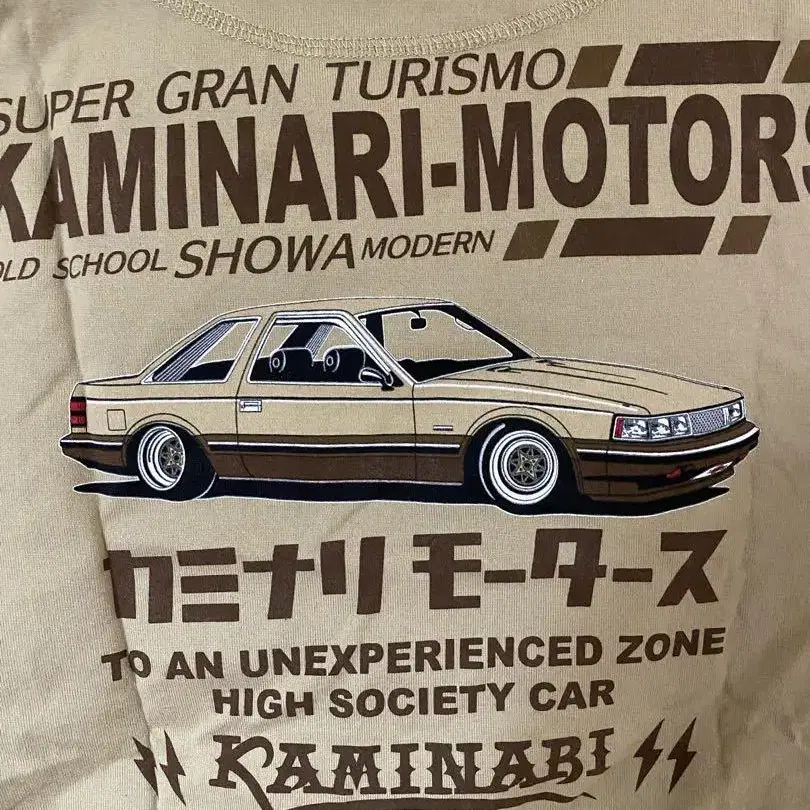 SUPER GRAN TURISMO
KAMINARI-MOTORS
OLD SCHOOL SHOWA MODERN
カミナリ モータース
TO AN UNEXPERIENCED ZONE
HIGH SOCIETY CAR
KAMINARI